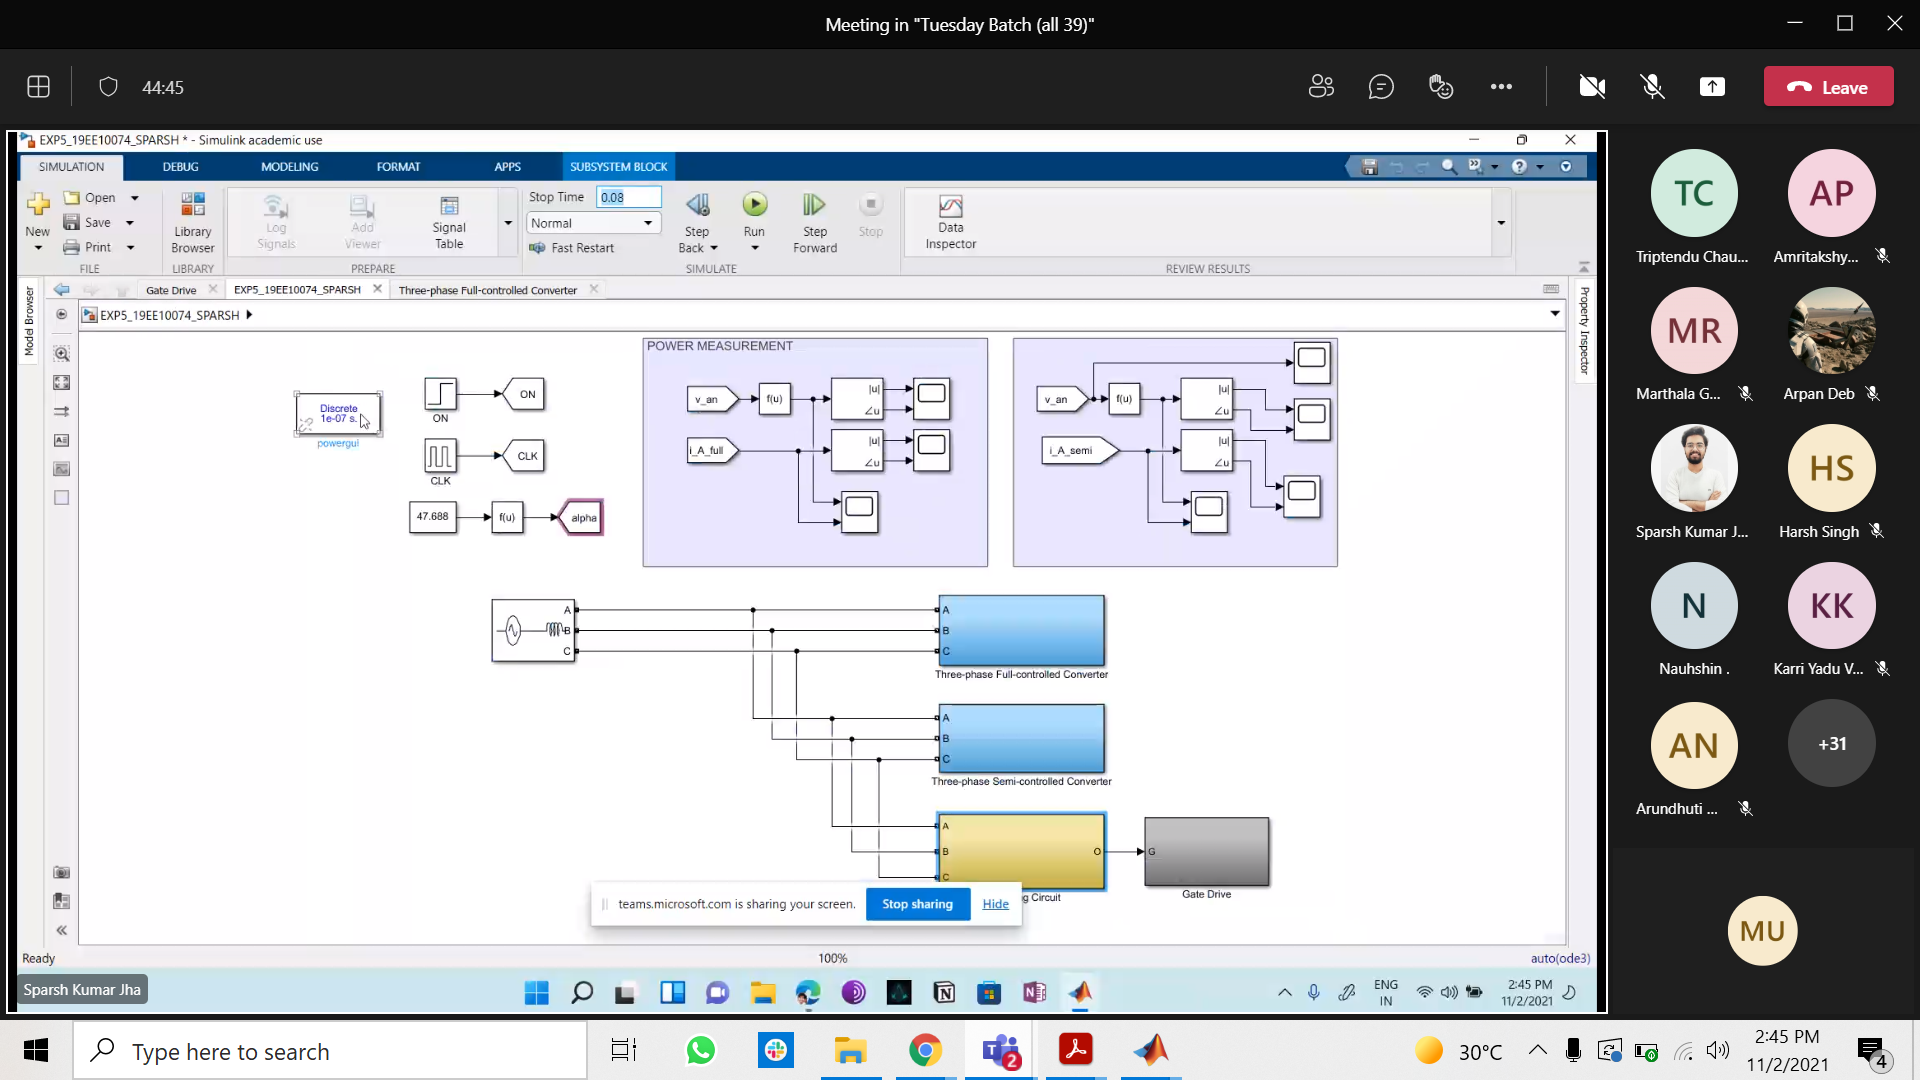 Meeting in "Tuesday Batch (all 39)"
44:45
Leave
EXP5_19EE10074_SPARSH * - Simulink academic use
SIMULATION DEBUG MODELING FORMAT APPS SUBSYSTEM BLOCK
New
Open
Save
Print
FILE
Library Browser
LIBRARY
Log Signals
Add Viewer
Signal Table
PREPARE
Stop Time 0.08
Normal
Fast Restart
Step Back
Run
Step Forward
Stop
SIMULATE
Data Inspector
REVIEW RESULTS
Gate Drive
EXP5_19EE10074_SPARSH
Three-phase Full-controlled Converter
Model Browser
EXP5_19EE10074_SPARSH
Property Inspector
Discrete
1e-07 s.
powergui
ON
ON
CLK
CLK
47.688
f(u)
alpha
POWER MEASUREMENT
v_an
f(u)
|u|
∠u
i_A_full
|u|
∠u
v_an
f(u)
|u|
∠u
i_A_semi
|u|
∠u
A
B
C
A
B
C
Three-phase Full-controlled Converter
A
B
C
Three-phase Semi-controlled Converter
A
B
C
O
G
g Circuit
Gate Drive
teams.microsoft.com is sharing your screen.
Stop sharing
Hide
Ready
100%
auto(ode3)
Sparsh Kumar Jha
ENG
IN
2:45 PM
11/2/2021
TC
Triptendu Chau...
AP
Amritakshy...
MR
Marthala G...
Arpan Deb
Sparsh Kumar J...
HS
Harsh Singh
N
Nauhshin .
KK
Karri Yadu V...
AN
Arundhuti ...
+31
MU
Type here to search
2
30°C
2:45 PM
11/2/2021
4